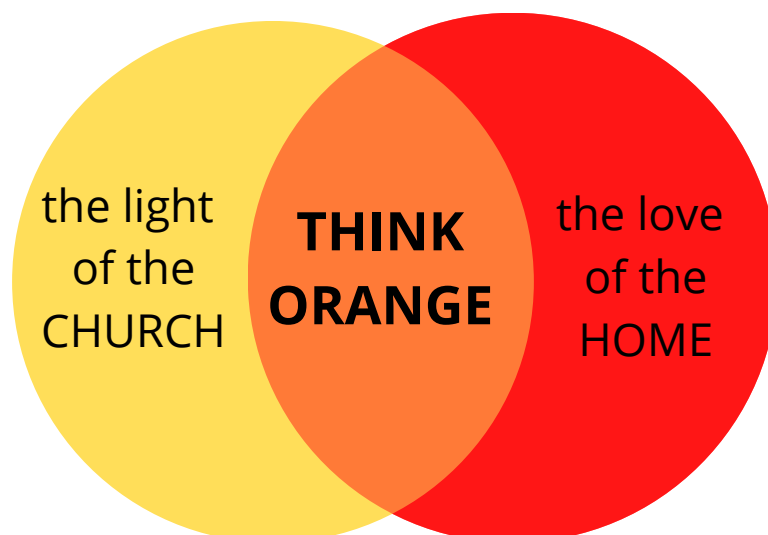 the light
of the
CHURCH
THINK
ORANGE
the love
of the
HOME